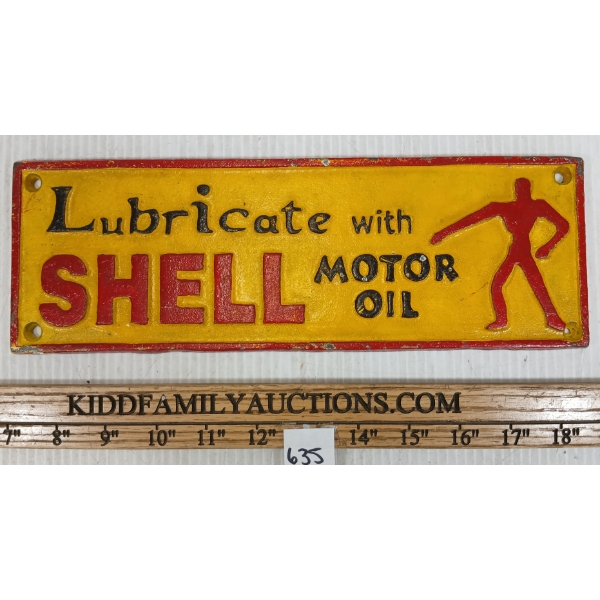 Lubricate with
SHELL MOTOR
OIL
KIDDFAMILYAUCTIONS.COM
7" 8" 9" 10" 11" 12" 14" 15" 16" 17" 18"
635